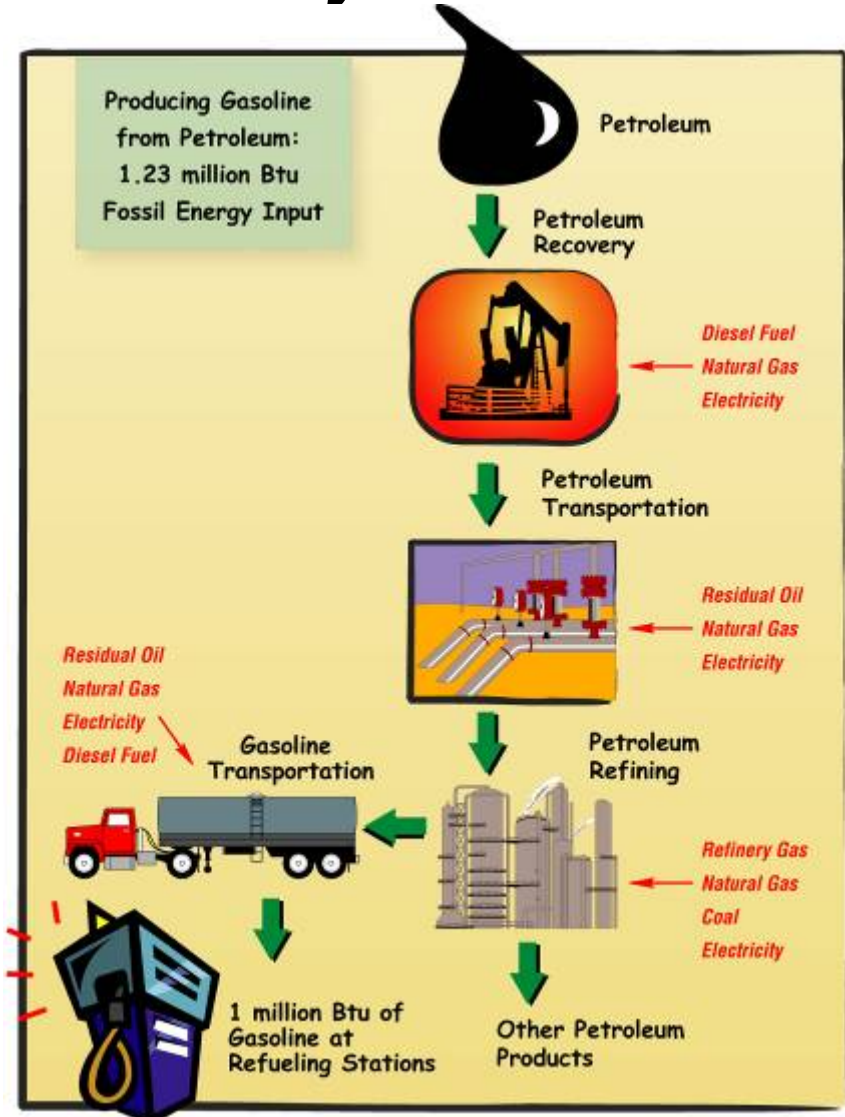 Producing Gasoline
from Petroleum:
1.23 million Btu
Fossil Energy Input
Petroleum
Petroleum
Recovery
Diesel Fuel
Natural Gas
Electricity
Petroleum
Transportation
Residual Oil
Natural Gas
Electricity
Residual Oil
Natural Gas
Electricity
Diesel Fuel
Gasoline
Transportation
Petroleum
Refining
Refinery Gas
Natural Gas
Coal
Electricity
1 million Btu of
Gasoline at
Refueling Stations
Other Petroleum
Products